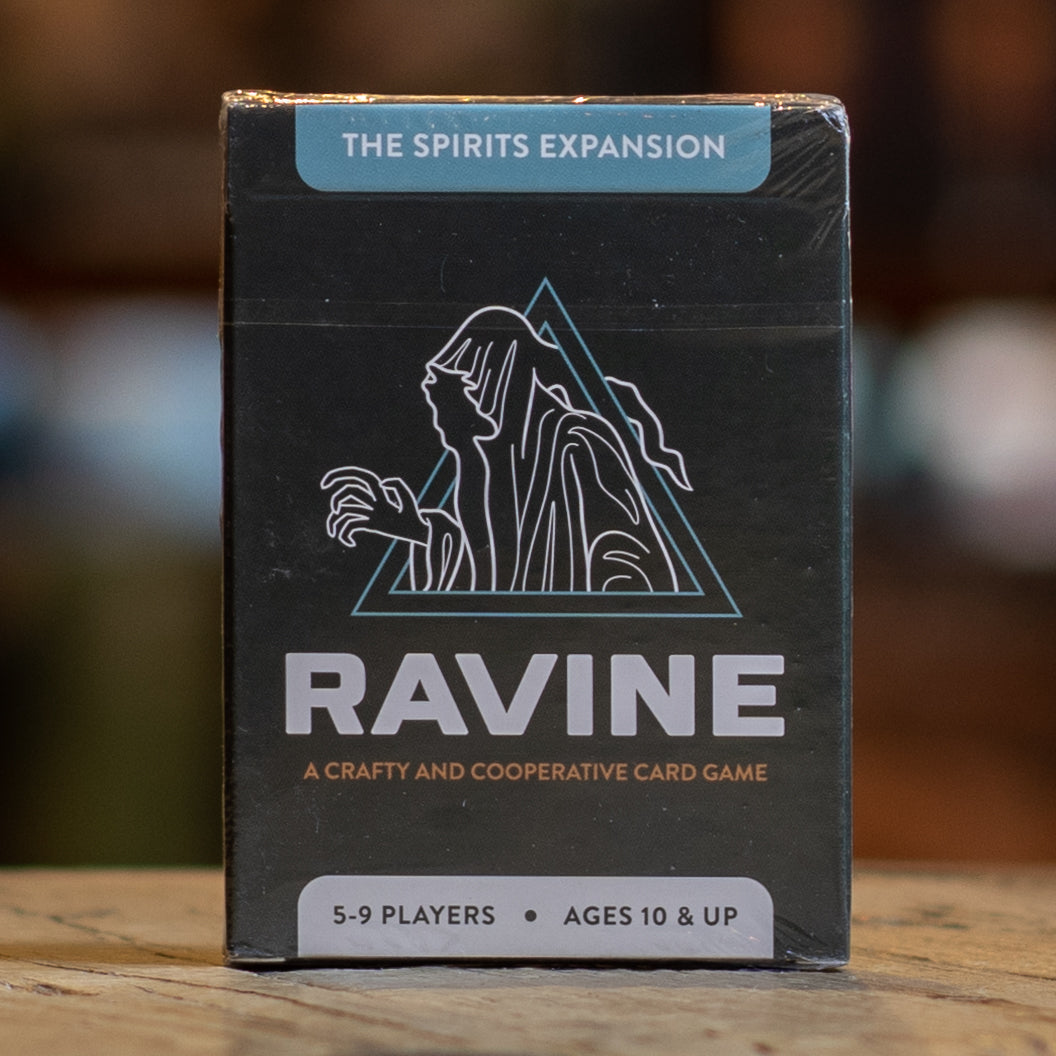 THE SPIRITS EXPANSION
RAVINE
A CRAFTY AND COOPERATIVE CARD GAME
5-9 PLAYERS • AGES 10 & UP